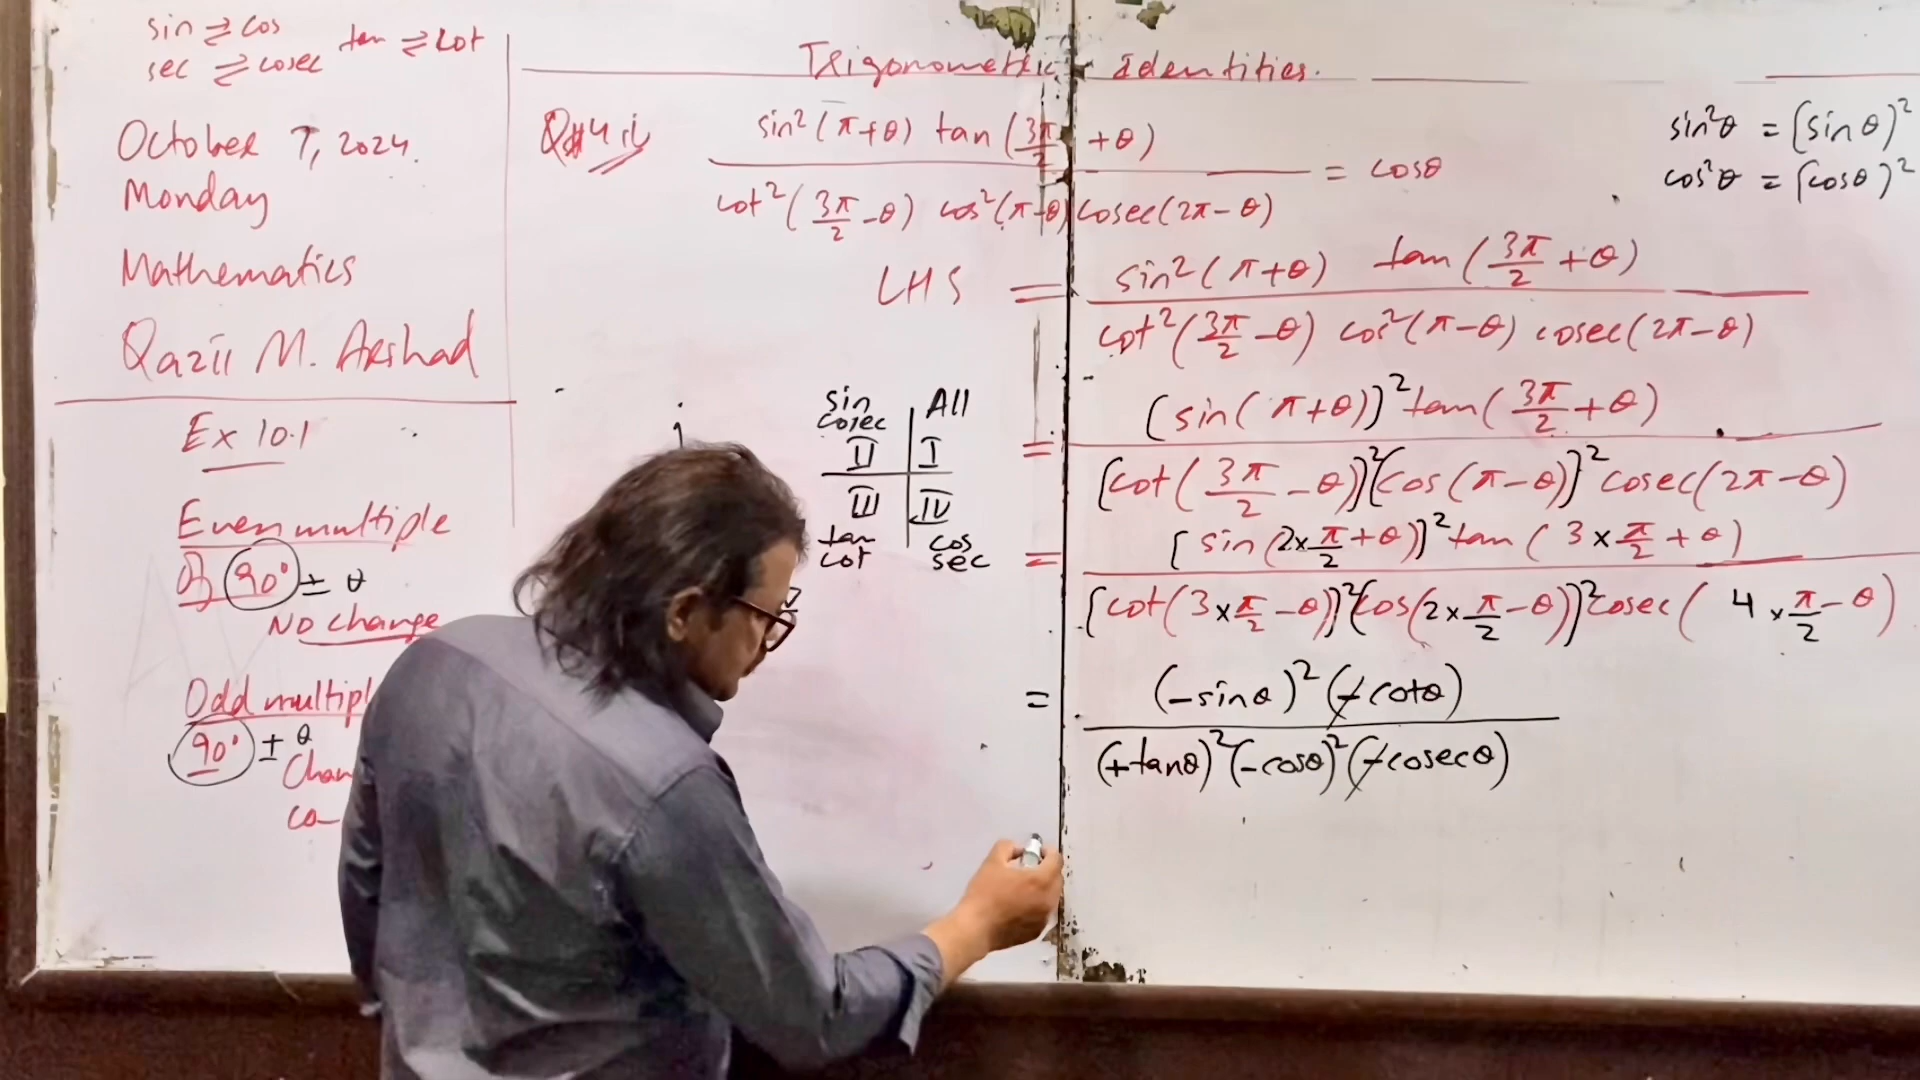 sin ⇌ cos
sec ⇌ cosec
tan ⇌ cot
October 7, 2024.
Monday
Mathematics
Qazii M. Arshad
Ex 10.1
Even multiple
Of 90° ± θ
No change
Odd multipl
90° ± θ
Chan
co
Trigonometric Identities.
Q#4 ii
sin²(π+θ) tan(3π/2 +θ)
cot²(3π/2 -θ) cos²(π-θ) cosec(2π-θ)
= cosθ
sin²θ = (sinθ)²
cos²θ = (cosθ)²
LHS = sin²(π+θ) tan(3π/2 +θ)
cot²(3π/2 -θ) cos²(π-θ) cosec(2π-θ)
sin
cosec
All
II
I
III
IV
tan
cot
cos
sec
= [sin(π+θ)]² tan(3π/2 +θ)
[cot(3π/2 -θ)]² [cos(π-θ)]² cosec(2π-θ)
= [sin(2×π/2 +θ)]² tan(3×π/2 +θ)
[cot(3×π/2 -θ)]² [cos(2×π/2 -θ)]² cosec(4×π/2 -θ)
= (-sinθ)² (-cotθ)
(+tanθ)² (-cosθ)² (-cosecθ)